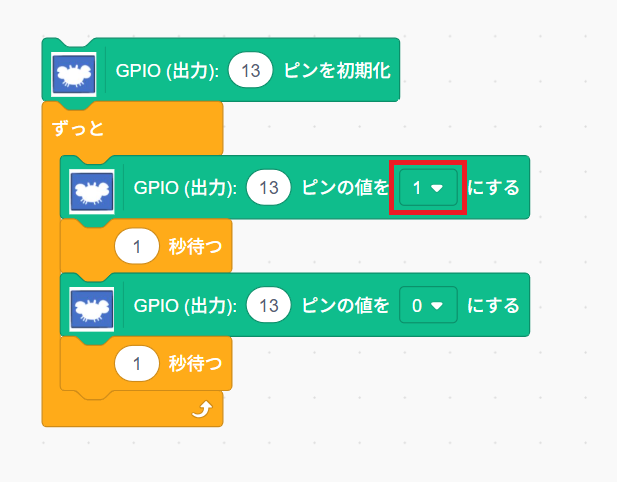 GPIO (出力): 13 ピンを初期化
ずっと
GPIO (出力): 13 ピンの値を 1 にする
1 秒待つ
GPIO (出力): 13 ピンの値を 0 にする
1 秒待つ